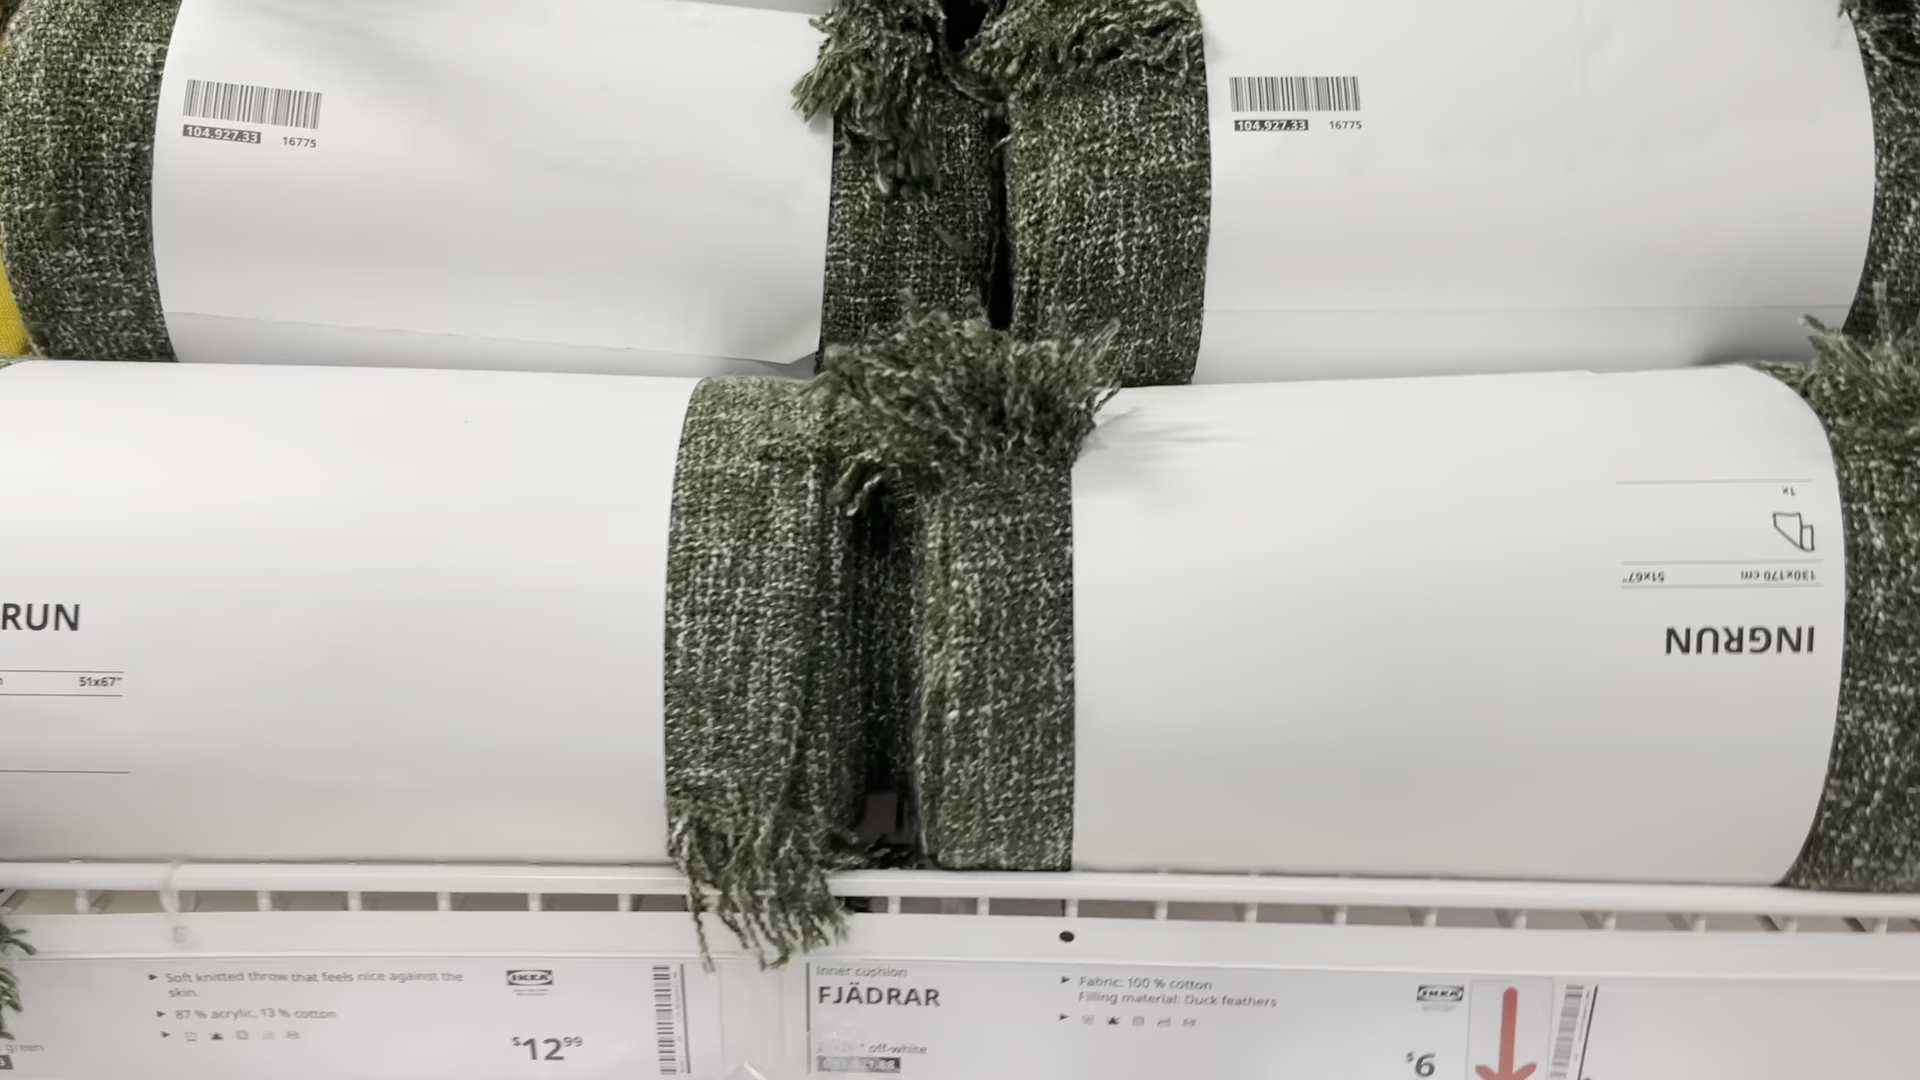 104.927.33 16775
104.927.33 16775
RUN
51x67"
1x
130x170 cm 51x67"
INGRUN
Soft knitted throw that feels nice against the
skin.
87 % acrylic, 13 % cotton
green
IKEA
$12.99
Inner cushion
FJÄDRAR
off-white
Fabric: 100 % cotton
Filling material: Duck feathers
IKEA
$6